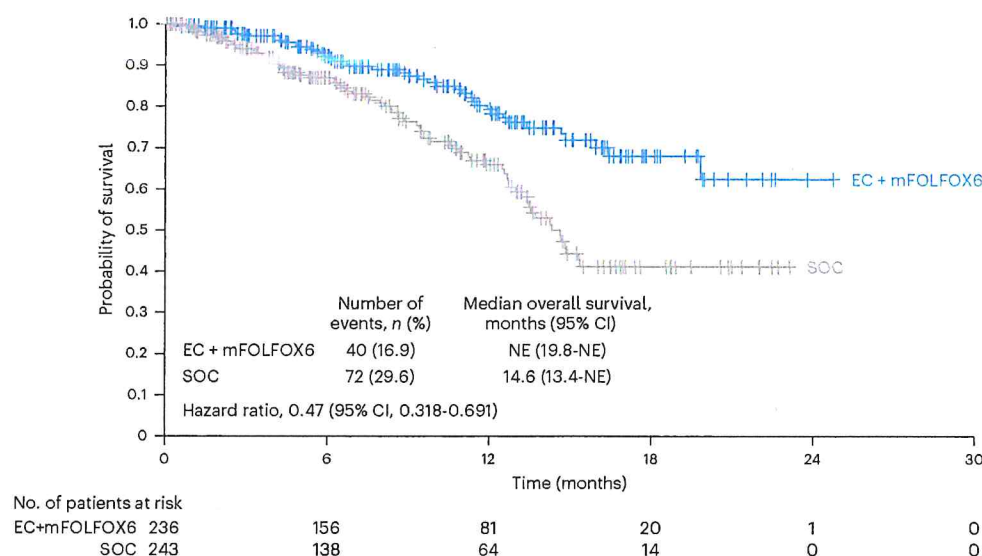 1.0
0.9
0.8
0.7
0.6
0.5
0.4
0.3
0.2
0.1
0
Probability of survival
EC + mFOLFOX6
SOC
Number of events, n (%)
Median overall survival, months (95% CI)
EC + mFOLFOX6 40 (16.9) NE (19.8-NE)
SOC 72 (29.6) 14.6 (13.4-NE)
Hazard ratio, 0.47 (95% CI, 0.318-0.691)
0 6 12 18 24 30
Time (months)
No. of patients at risk
EC+mFOLFOX6 236 156 81 20 1 0
SOC 243 138 64 14 0 0